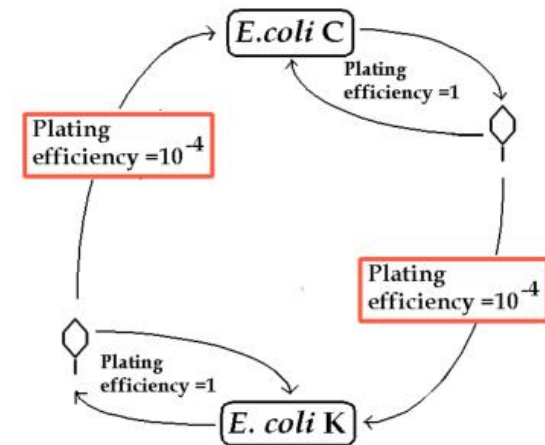 E.coli C
Plating
efficiency =1
Plating
efficiency =10⁻⁴
Plating
efficiency =10⁻⁴
Plating
efficiency =1
E. coli K